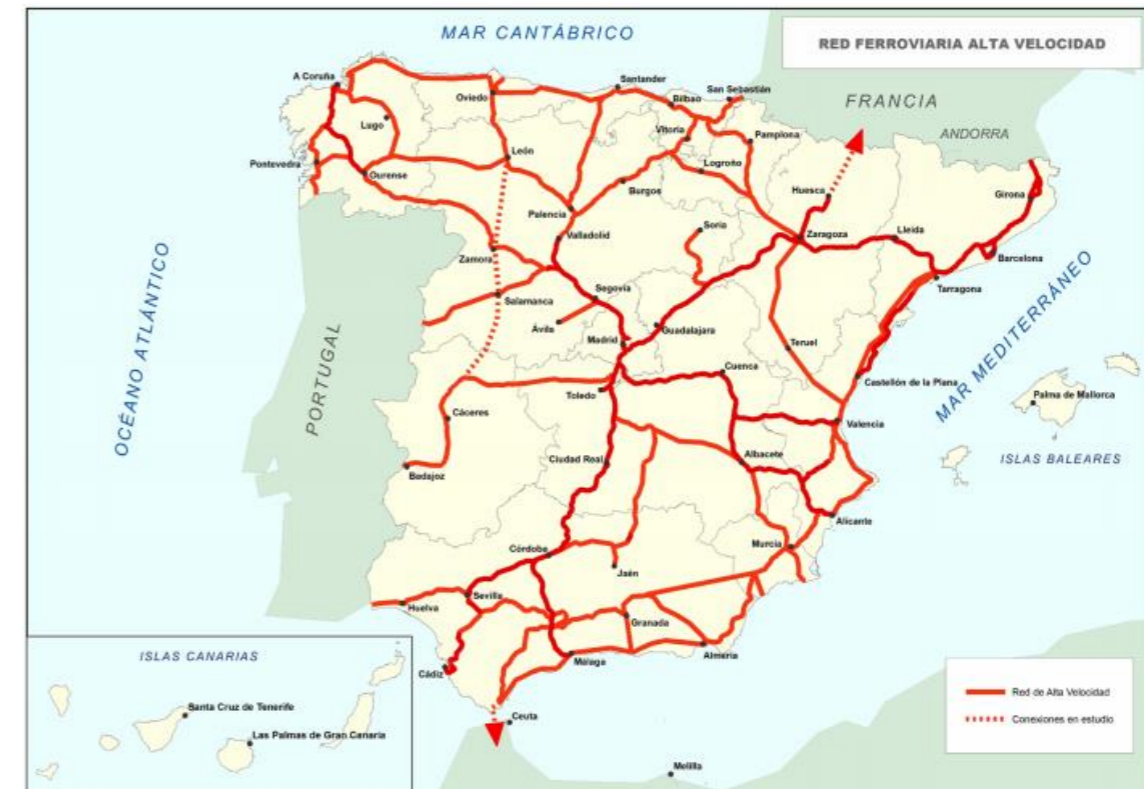 MAR CANTÁBRICO
RED FERROVIARIA ALTA VELOCIDAD
A Coruña
Oviedo
Santander
Bilbao
San Sebastián
FRANCIA
ANDORRA
Lugo
Vitoria
Pamplona
León
Logroño
Pontevedra
Ourense
Burgos
Huesca
Girona
Palencia
Soria
Valladolid
Zaragoza
Lleida
Zamora
Barcelona
Tarragona
Segovia
Salamanca
Ávila
Guadalajara
Madrid
Teruel
OCÉANO ATLÁNTICO
PORTUGAL
MAR MEDITERRÁNEO
Cuenca
Castellón de la Plana
Toledo
Palma de Mallorca
Cáceres
Valencia
Badajoz
Ciudad Real
Albacete
ISLAS BALEARES
Alicante
Córdoba
Murcia
Jaén
Huelva
Sevilla
Granada
Cádiz
Málaga
Almería
ISLAS CANARIAS
Santa Cruz de Tenerife
Las Palmas de Gran Canaria
Ceuta
Melilla
Red de Alta Velocidad
Conexiones en estudio